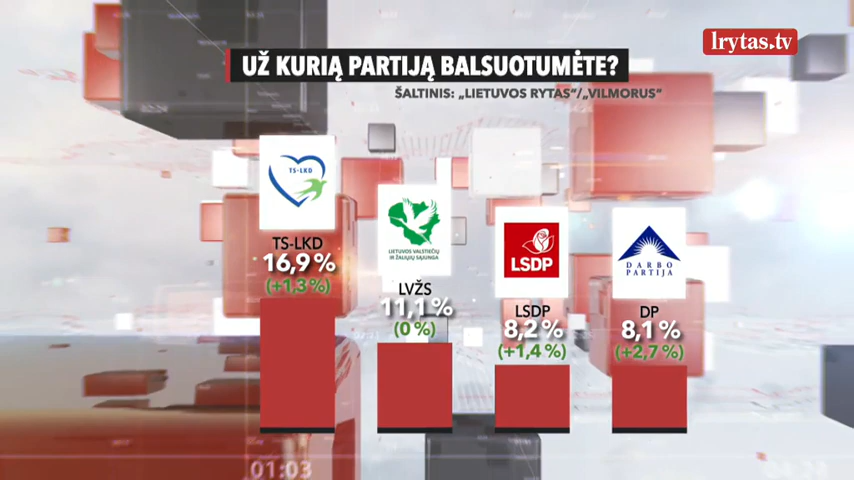 lrytas.tv
UŽ KURIĄ PARTIJĄ BALSUOTUMĖTE?
ŠALTINIS: „LIETUVOS RYTAS“/„VILMORUS“
TS-LKD
TS-LKD
16,9 %
(+1,3 %)
LIETUVOS VALSTIEČIŲ
IR ŽALIŲJŲ SĄJUNGA
LVŽS
11,1 %
(0 %)
LSDP
LSDP
8,2 %
(+1,4 %)
DARBO
PARTIJA
DP
8,1 %
(+2,7 %)
01:03